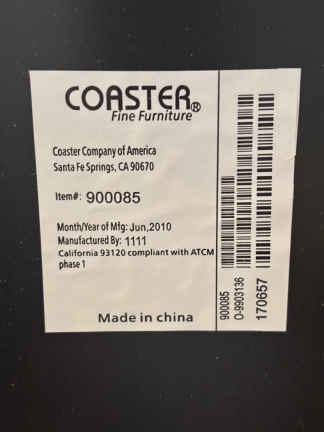 COASTER®
Fine Furniture
Coaster Company of America
Santa Fe Springs, CA 90670
Item#: 900085
Month/Year of Mfg: Jun,2010
Manufactured By: 1111
California 93120 compliant with ATCM
phase 1
Made in china
900085
O-9903136
170657